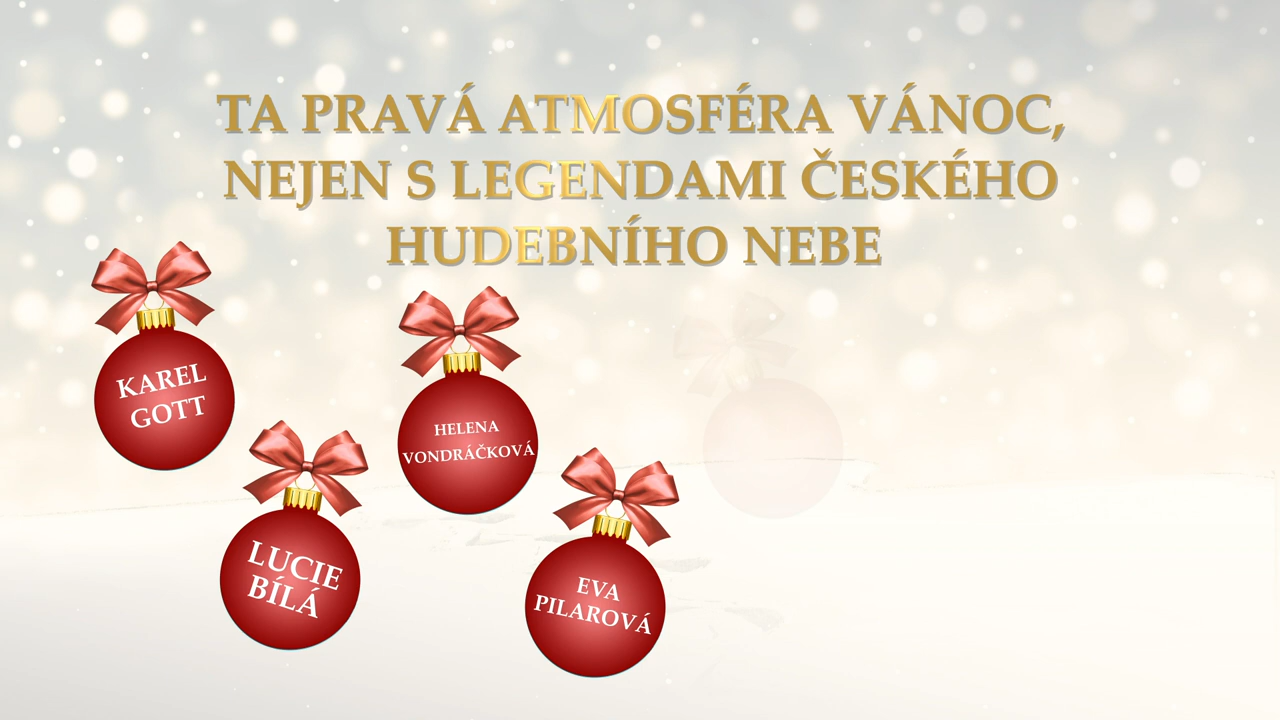 TA PRAVÁ ATMOSFÉRA VÁNOC,
NEJEN S LEGENDAMI ČESKÉHO
HUDEBNÍHO NEBE
KAREL
GOTT
LUCIE
BÍLÁ
HELENA
VONDRÁČKOVÁ
EVA
PILAROVÁ